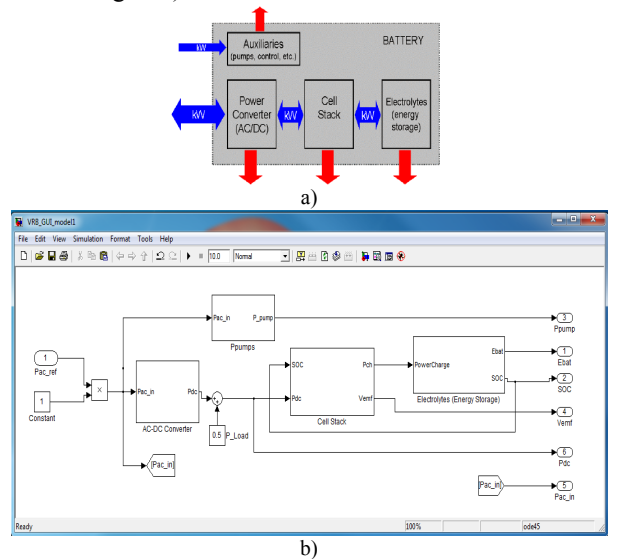 BATTERY
kW
Auxiliaries
(pumps, control, etc.)
kW
Power
Converter
(AC/DC)
kW
Cell
Stack
kW
Electrolytes
(energy
storage)
a)
VRB_GUI_model1
File Edit View Simulation Format Tools Help
10.0 Normal
Pac_in P_pump
Ppumps
3
Ppump
1
Pac_ref
1
Constant
x
Pac_in Pdc
AC-DC Converter
0.5 P_Load
SOC Pch
Pdc Vemf
Cell Stack
PowerCharge Ebat
SOC
Electrolytes (Energy Storage)
1
Ebat
2
SOC
4
Vemf
6
Pdc
[Pac_in]
[Pac_in]
5
Pac_in
Ready 100% ode45
b)